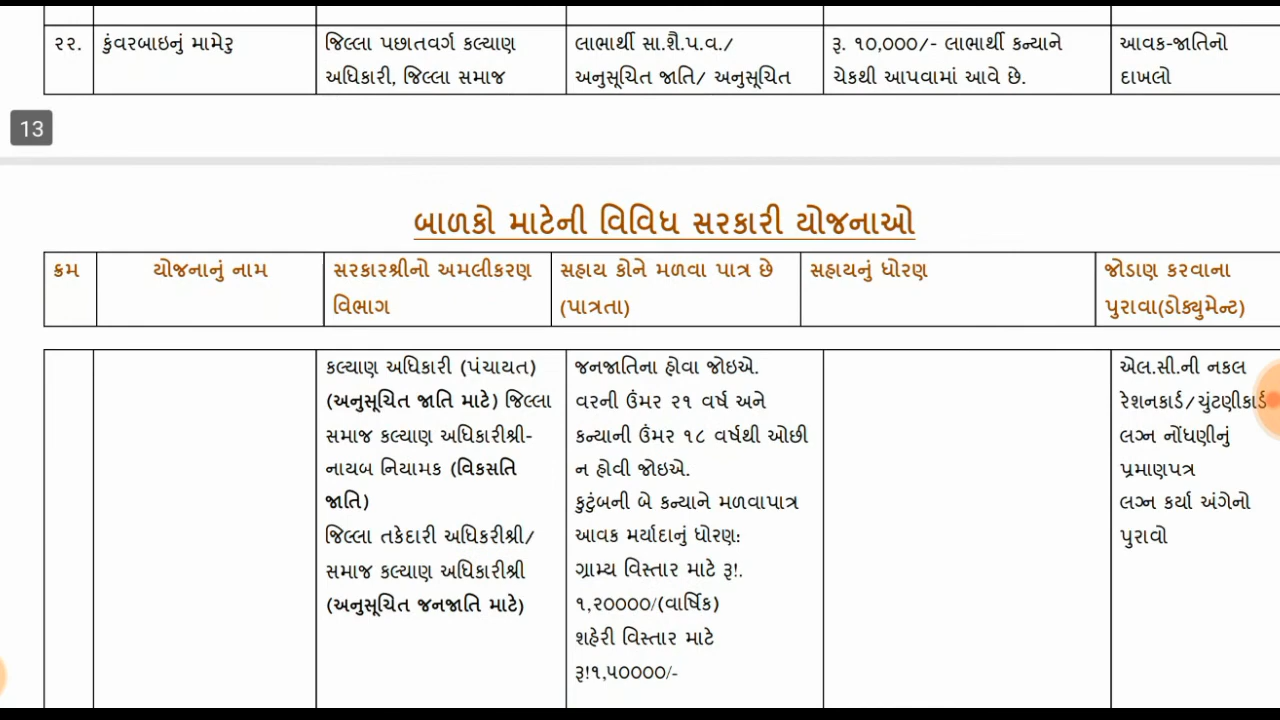 ૨૨. કુંવરબાઇનું મામેરુ જિલ્લા પછાતવર્ગ કલ્યાણ લાભાર્થી સા.શૈ.પ.વ./ રૂ. ૧૦,૦૦૦/- લાભાર્થી કન્યાને આવક-જાતિનો
અધિકારી, જિલ્લા સમાજ અનુસૂચિત જાતિ/ અનુસૂચિત ચેકથી આપવામાં આવે છે. દાખલો
13
બાળકો માટેની વિવિધ સરકારી યોજનાઓ
ક્રમ યોજનાનું નામ સરકારશ્રીનો અમલીકરણ સહાય કોને મળવા પાત્ર છે સહાયનું ધોરણ જોડાણ કરવાના
વિભાગ (પાત્રતા) પુરાવા(ડોક્યુમેન્ટ)
કલ્યાણ અધિકારી (પંચાયત) જનજાતિના હોવા જોઇએ. એલ.સી.ની નકલ
(અનુસૂચિત જાતિ માટે) જિલ્લા વરની ઉંમર ૨૧ વર્ષ અને રેશનકાર્ડ/ચુંટણીકાર્ડ
સમાજ કલ્યાણ અધિકારીશ્રી- કન્યાની ઉંમર ૧૮ વર્ષથી ઓછી લગ્ન નોંધણીનું
નાયબ નિયામક (વિકસતિ ન હોવી જોઇએ. પ્રમાણપત્ર
જાતિ) કુટુંબની બે કન્યાને મળવાપાત્ર લગ્ન કર્યા અંગેનો
જિલ્લા તકેદારી અધિકરીશ્રી/ આવક મર્યાદાનું ધોરણ: પુરાવો
સમાજ કલ્યાણ અધિકારીશ્રી ગ્રામ્ય વિસ્તાર માટે રૂ!.
(અનુસૂચિત જનજાતિ માટે) ૧,૨૦૦૦૦/(વાર્ષિક)
શહેરી વિસ્તાર માટે
રૂ!૧,૫૦૦૦૦/-